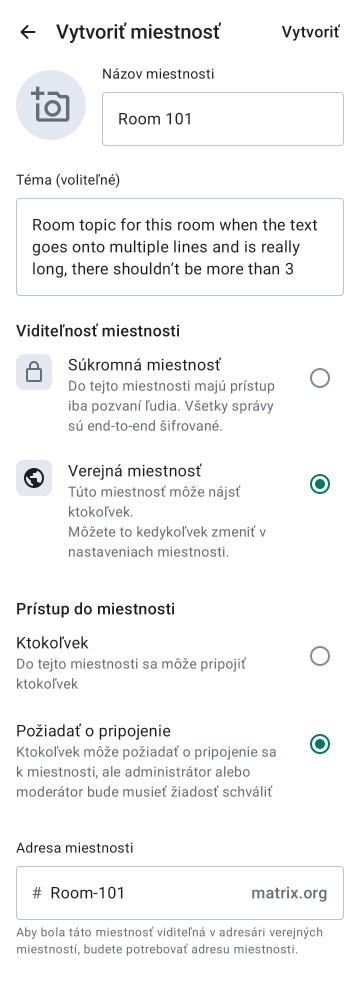 Vytvoriť miestnosť
Vytvoriť
Názov miestnosti
Room 101
Téma (voliteľné)
Room topic for this room when the text
goes onto multiple lines and is really
long, there shouldn’t be more than 3
Viditeľnosť miestnosti
Súkromná miestnosť
Do tejto miestnosti majú prístup
iba pozvaní ľudia. Všetky správy
sú end-to-end šifrované.
Verejná miestnosť
Túto miestnosť môže nájsť
ktokoľvek.
Môžete to kedykoľvek zmeniť v
nastaveniach miestnosti.
Prístup do miestnosti
Ktokoľvek
Do tejto miestnosti sa môže pripojiť
ktokoľvek
Požiadať o pripojenie
Ktokoľvek môže požiadať o pripojenie sa
k miestnosti, ale administrátor alebo
moderátor bude musieť žiadosť schváliť
Adresa miestnosti
# Room-101 matrix.org
Aby bola táto miestnosť viditeľná v adresári verejných
miestností, budete potrebovať adresu miestnosti.